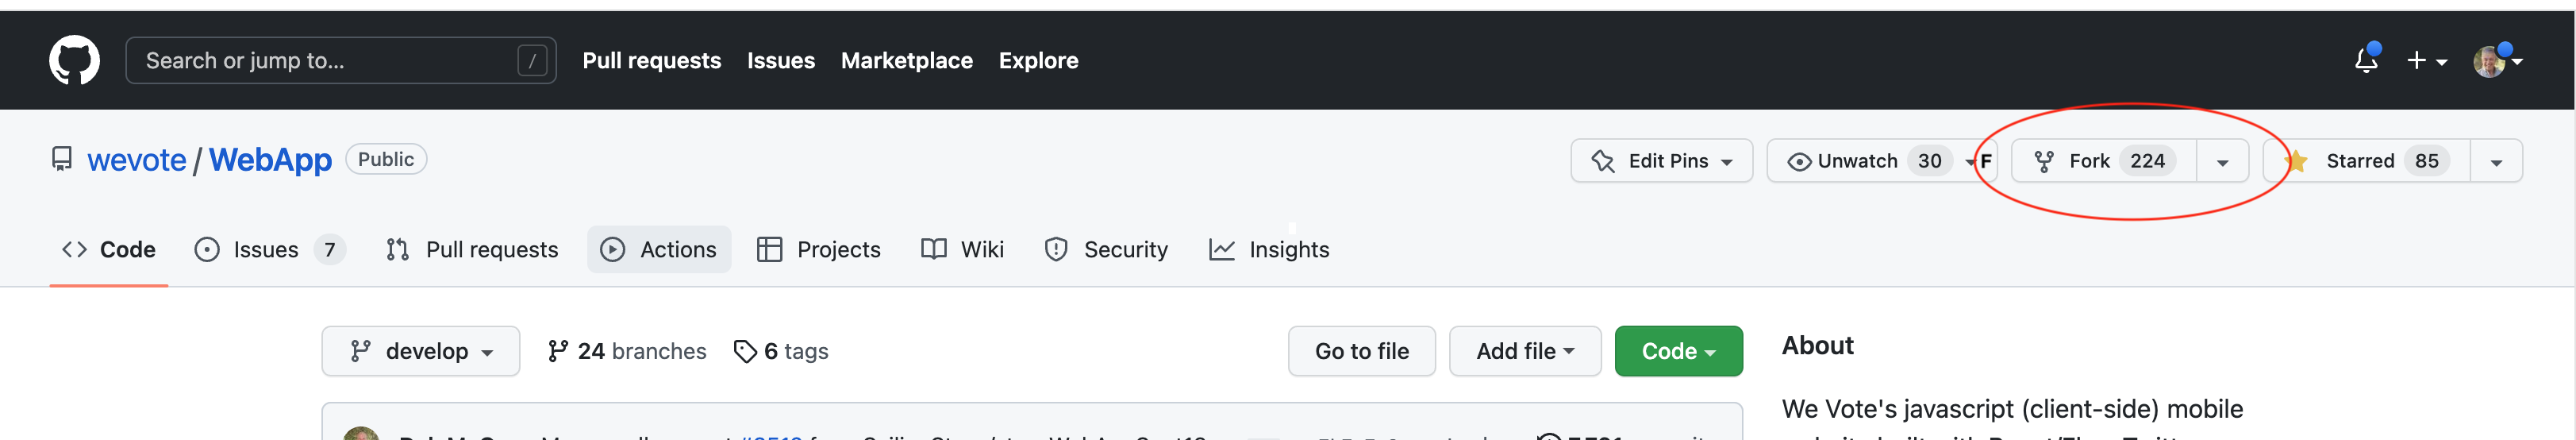 Search or jump to... / Pull requests Issues Marketplace Explore
wevote / WebApp Public Edit Pins Unwatch 30 F Fork 224 Starred 85
Code Issues 7 Pull requests Actions Projects Wiki Security Insights
develop 24 branches 6 tags Go to file Add file Code About
We Vote's javascript (client-side) mobile